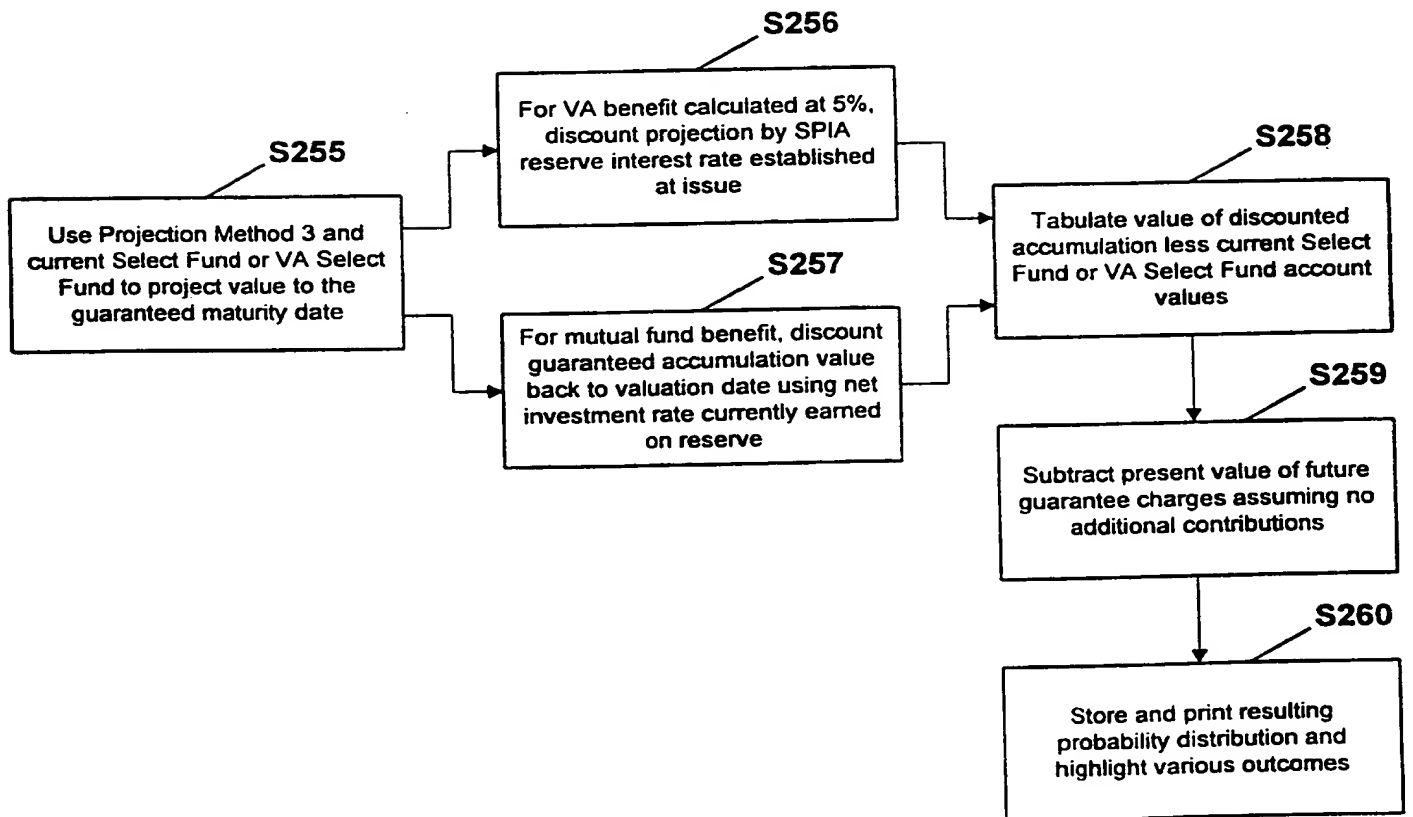 S255
Use Projection Method 3 and
current Select Fund or VA Select
Fund to project value to the
guaranteed maturity date
S256
For VA benefit calculated at 5%,
discount projection by SPIA
reserve interest rate established
at issue
S257
For mutual fund benefit, discount
guaranteed accumulation value
back to valuation date using net
investment rate currently earned
on reserve
S258
Tabulate value of discounted
accumulation less current Select
Fund or VA Select Fund account
values
S259
Subtract present value of future
guarantee charges assuming no
additional contributions
S260
Store and print resulting
probability distribution and
highlight various outcomes